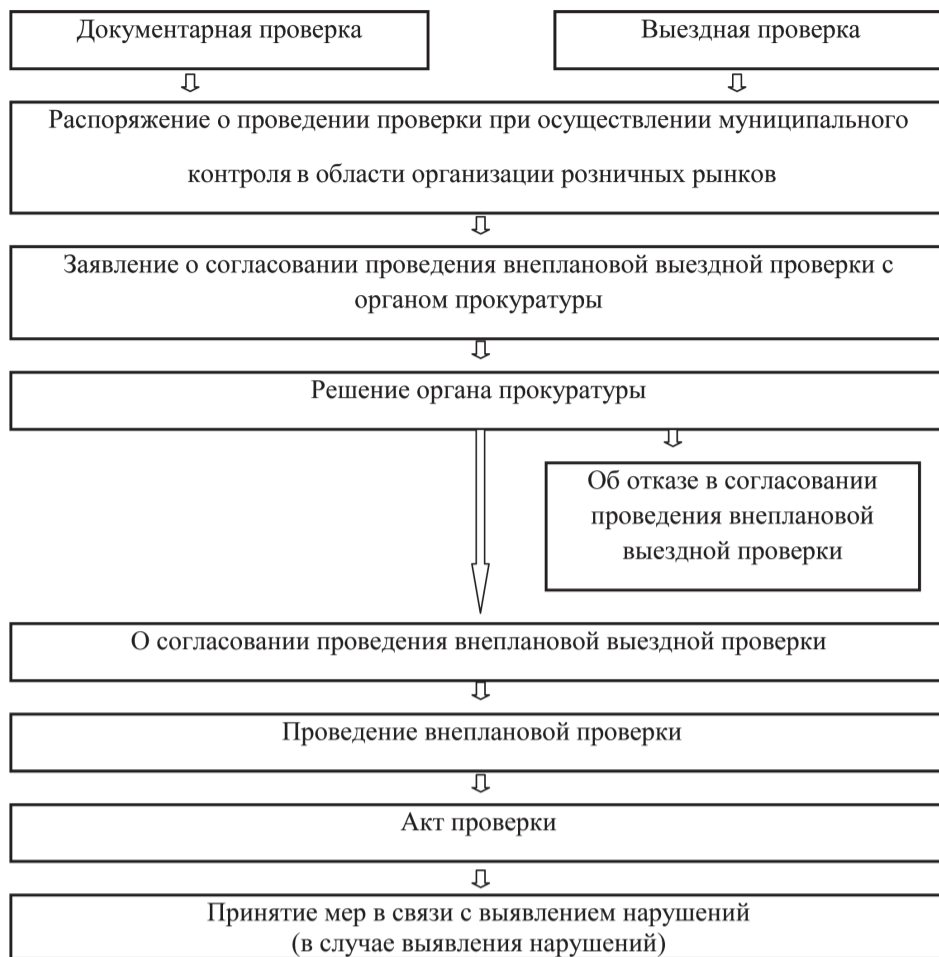 Документарная проверка
Выездная проверка
Распоряжение о проведении проверки при осуществлении муниципального
контроля в области организации розничных рынков
Заявление о согласовании проведения внеплановой выездной проверки с
органом прокуратуры
Решение органа прокуратуры
Об отказе в согласовании
проведения внеплановой
выездной проверки
О согласовании проведения внеплановой выездной проверки
Проведение внеплановой проверки
Акт проверки
Принятие мер в связи с выявлением нарушений
(в случае выявления нарушений)